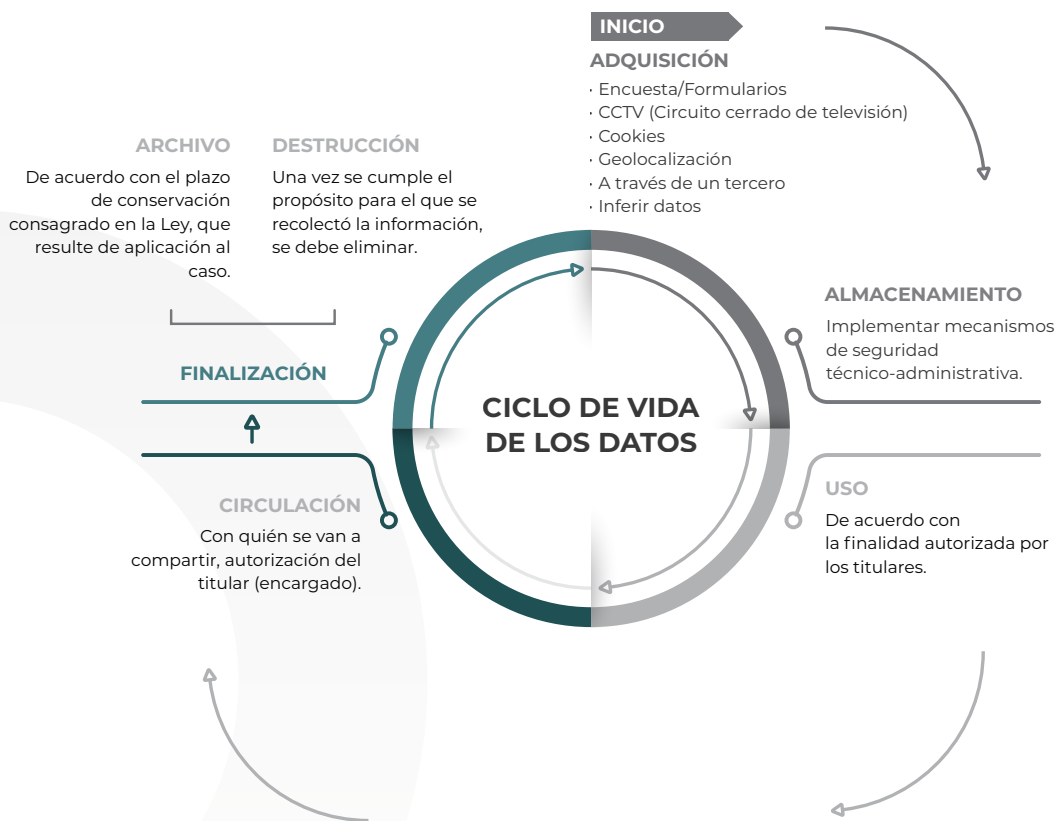 INICIO
ADQUISICIÓN
· Encuesta/Formularios
· CCTV (Circuito cerrado de televisión)
· Cookies
· Geolocalización
· A través de un tercero
· Inferir datos
ALMACENAMIENTO
Implementar mecanismos
de seguridad
técnico-administrativa.
USO
De acuerdo con
la finalidad autorizada por
los titulares.
CIRCULACIÓN
Con quién se van a
compartir, autorización del
titular (encargado).
FINALIZACIÓN
ARCHIVO
De acuerdo con el plazo
de conservación
consagrado en la Ley, que
resulte de aplicación al
caso.
DESTRUCCIÓN
Una vez se cumple el
propósito para el que se
recolectó la información,
se debe eliminar.
CICLO DE VIDA
DE LOS DATOS